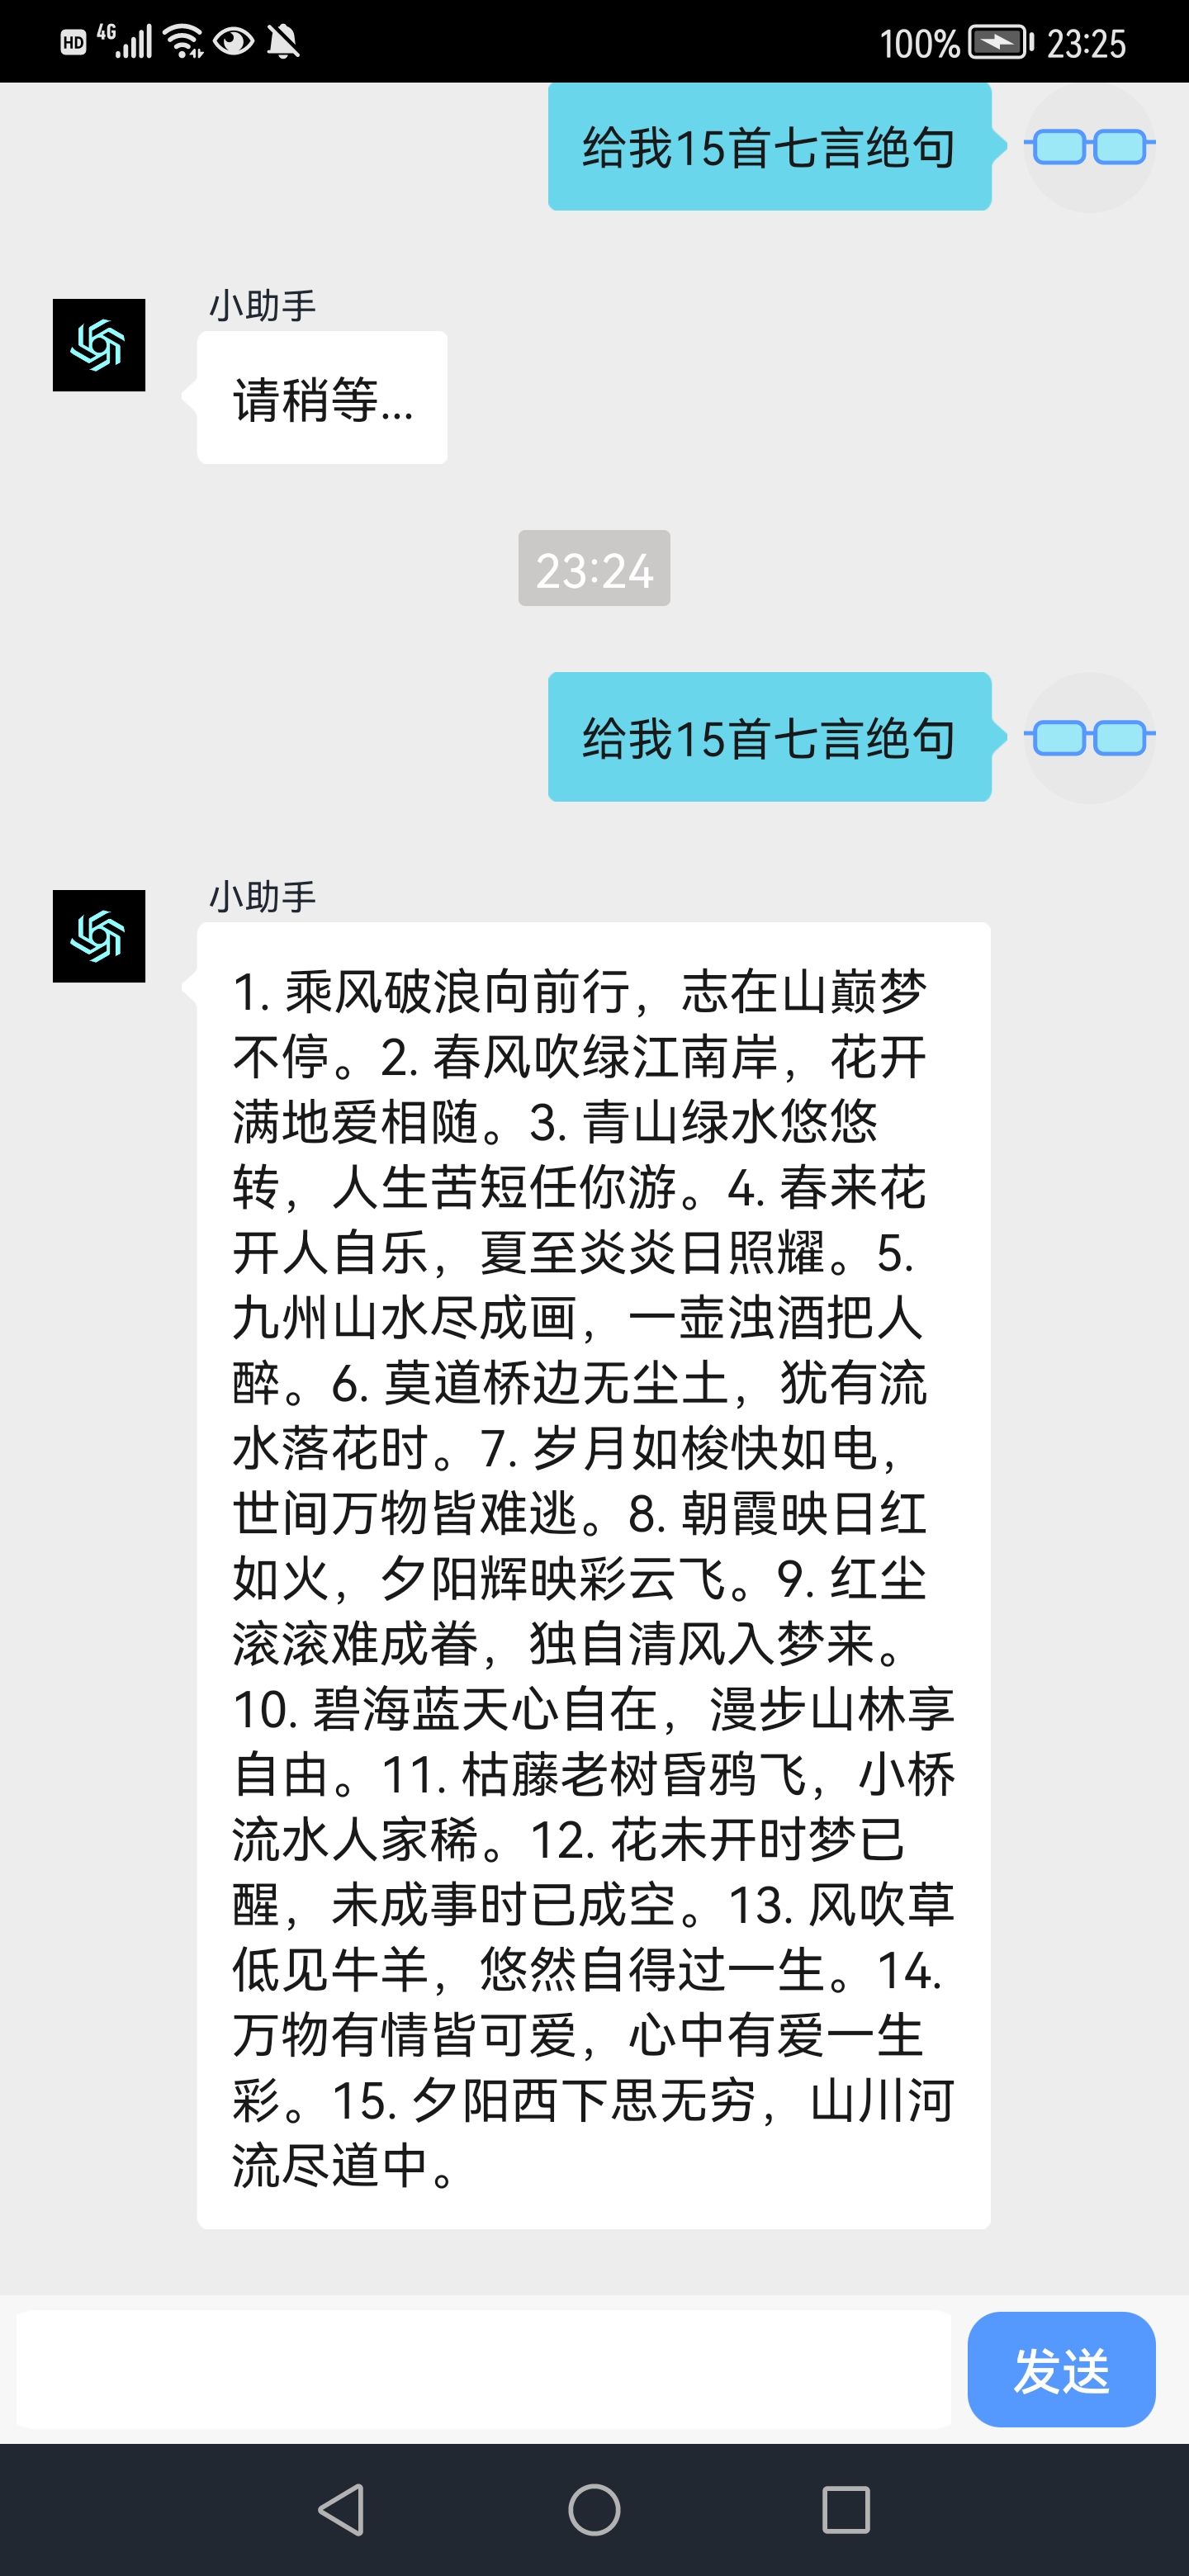 HD 4G 100% 23:25
给我15首七言绝句
小助手
请稍等...
23:24
给我15首七言绝句
小助手
1. 乘风破浪向前行，志在山巅梦
不停。2. 春风吹绿江南岸，花开
满地爱相随。3. 青山绿水悠悠
转，人生苦短任你游。4. 春来花
开人自乐，夏至炎炎日照耀。5.
九州山水尽成画，一壶浊酒把人
醉。6. 莫道桥边无尘土，犹有流
水落花时。7. 岁月如梭快如电，
世间万物皆难逃。8. 朝霞映日红
如火，夕阳辉映彩云飞。9. 红尘
滚滚难成眷，独自清风入梦来。
10. 碧海蓝天心自在，漫步山林享
自由。11. 枯藤老树昏鸦飞，小桥
流水人家稀。12. 花未开时梦已
醒，未成事时已成空。13. 风吹草
低见牛羊，悠然自得过一生。14.
万物有情皆可爱，心中有爱一生
彩。15. 夕阳西下思无穷，山川河
流尽道中。
发送